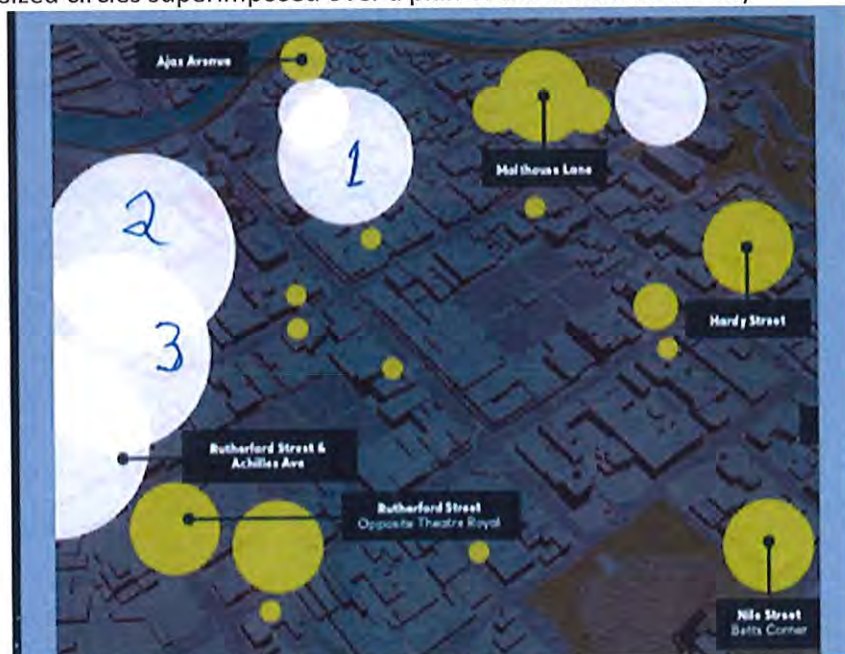 sized circles superimposed over a plan
Ajax Avenue
1
Malthouse Lane
2
Hardy Street
3
Rutherford Street &
Achilles Ave
Rutherford Street
Opposite Theatre Royal
Nile Street
Betts Corner